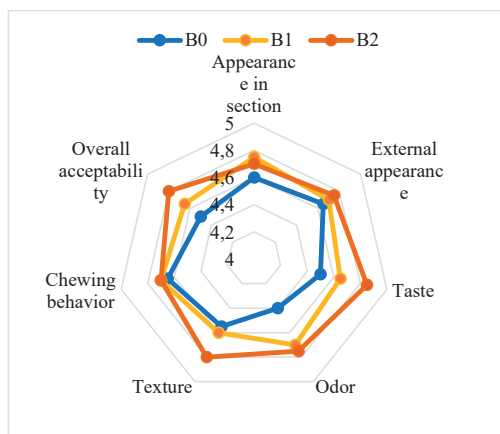 B0 B1 B2
Appearanc
e in
section
5
4,8
4,6
4,4
4,2
4
External
appearanc
e
Taste
Odor
Texture
Chewing
behavior
Overall
acceptabili
ty